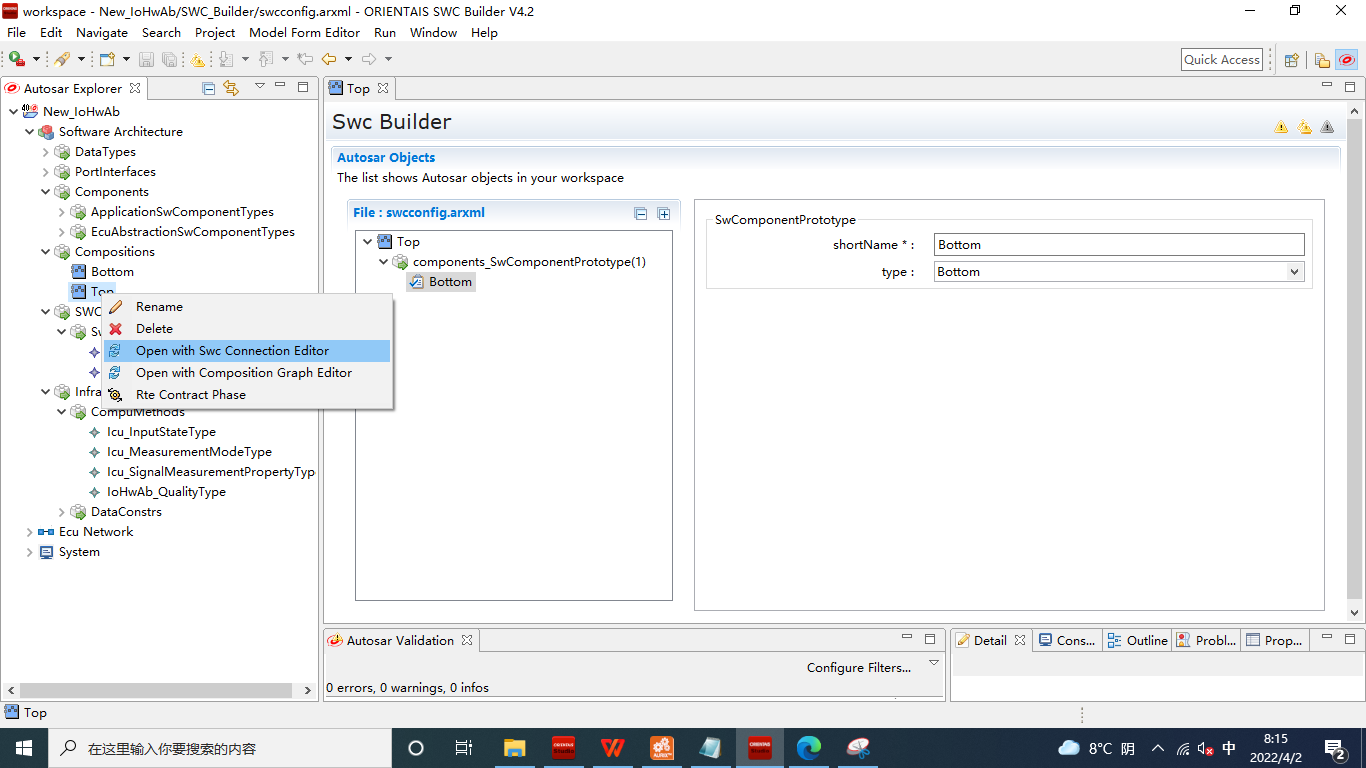 workspace - New_IoHwAb/SWC_Builder/swcconfig.arxml - ORIENTAIS SWC Builder V4.2
File Edit Navigate Search Project Model Form Editor Run Window Help
Quick Access
Autosar Explorer
New_IoHwAb
Software Architecture
DataTypes
PortInterfaces
Components
ApplicationSwComponentTypes
EcuAbstractionSwComponentTypes
Compositions
Bottom
Top
SWC
Sw
Infra
CompuMethods
Icu_InputStateType
Icu_MeasurementModeType
Icu_SignalMeasurementPropertyTyp
IoHwAb_QualityType
DataConstrs
Ecu Network
System
Rename
Delete
Open with Swc Connection Editor
Open with Composition Graph Editor
Rte Contract Phase
Top
Swc Builder
Autosar Objects
The list shows Autosar objects in your workspace
File : swcconfig.arxml
Top
components_SwComponentPrototype(1)
Bottom
SwComponentPrototype
shortName * : Bottom
type : Bottom
Autosar Validation
Configure Filters...
0 errors, 0 warnings, 0 infos
Detail Cons... Outline Probl... Prop...
Top
在这里输入你要搜索的内容
8°C 阴 中
8:15
2022/4/2
2